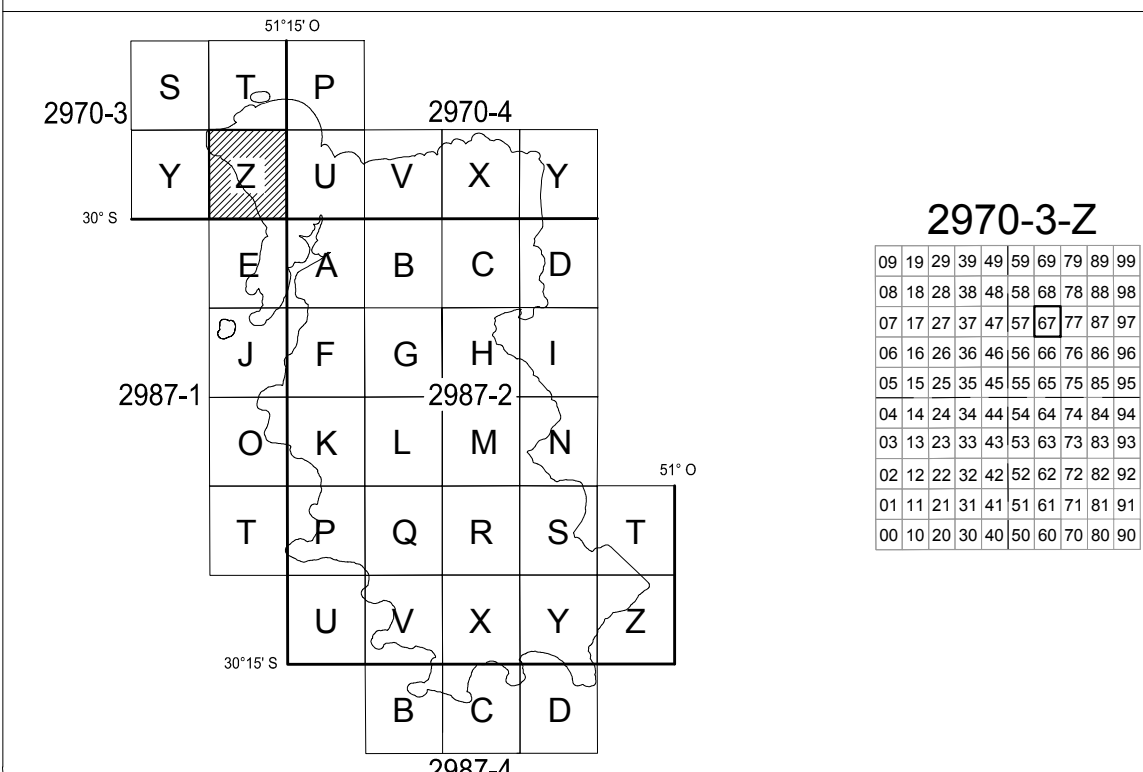 51°15' O
S T P
2970-3
2970-4
Y Z U V X Y
30° S
E A B C D
J F G H I
2987-1
2987-2
O K L M N
51° O
T P Q R S T
U V X Y Z
30°15' S
B C D
2987-4
2970-3-Z
09 19 29 39 49 59 69 79 89 99
08 18 28 38 48 58 68 78 88 98
07 17 27 37 47 57 67 77 87 97
06 16 26 36 46 56 66 76 86 96
05 15 25 35 45 55 65 75 85 95
04 14 24 34 44 54 64 74 84 94
03 13 23 33 43 53 63 73 83 93
02 12 22 32 42 52 62 72 82 92
01 11 21 31 41 51 61 71 81 91
00 10 20 30 40 50 60 70 80 90